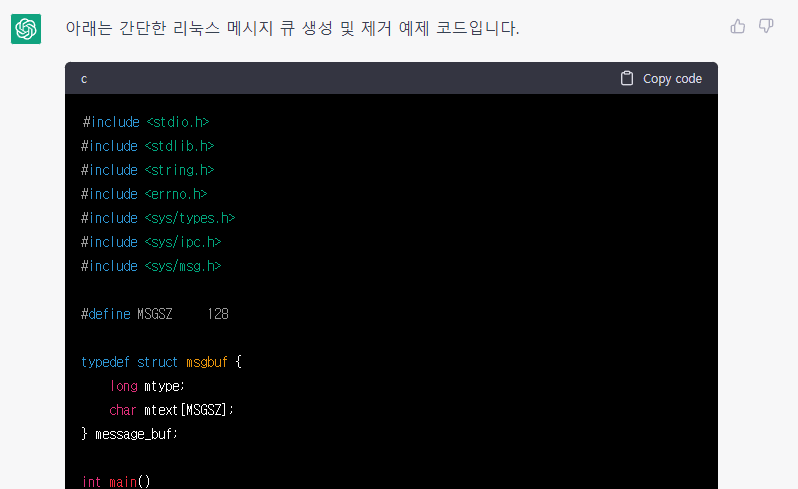 아래는 간단한 리눅스 메시지 큐 생성 및 제거 예제 코드입니다.
c Copy code
#include <stdio.h>
#include <stdlib.h>
#include <string.h>
#include <errno.h>
#include <sys/types.h>
#include <sys/ipc.h>
#include <sys/msg.h>
#define MSGSZ     128
typedef struct msgbuf {
    long mtype;
    char mtext[MSGSZ];
} message_buf;
int main()